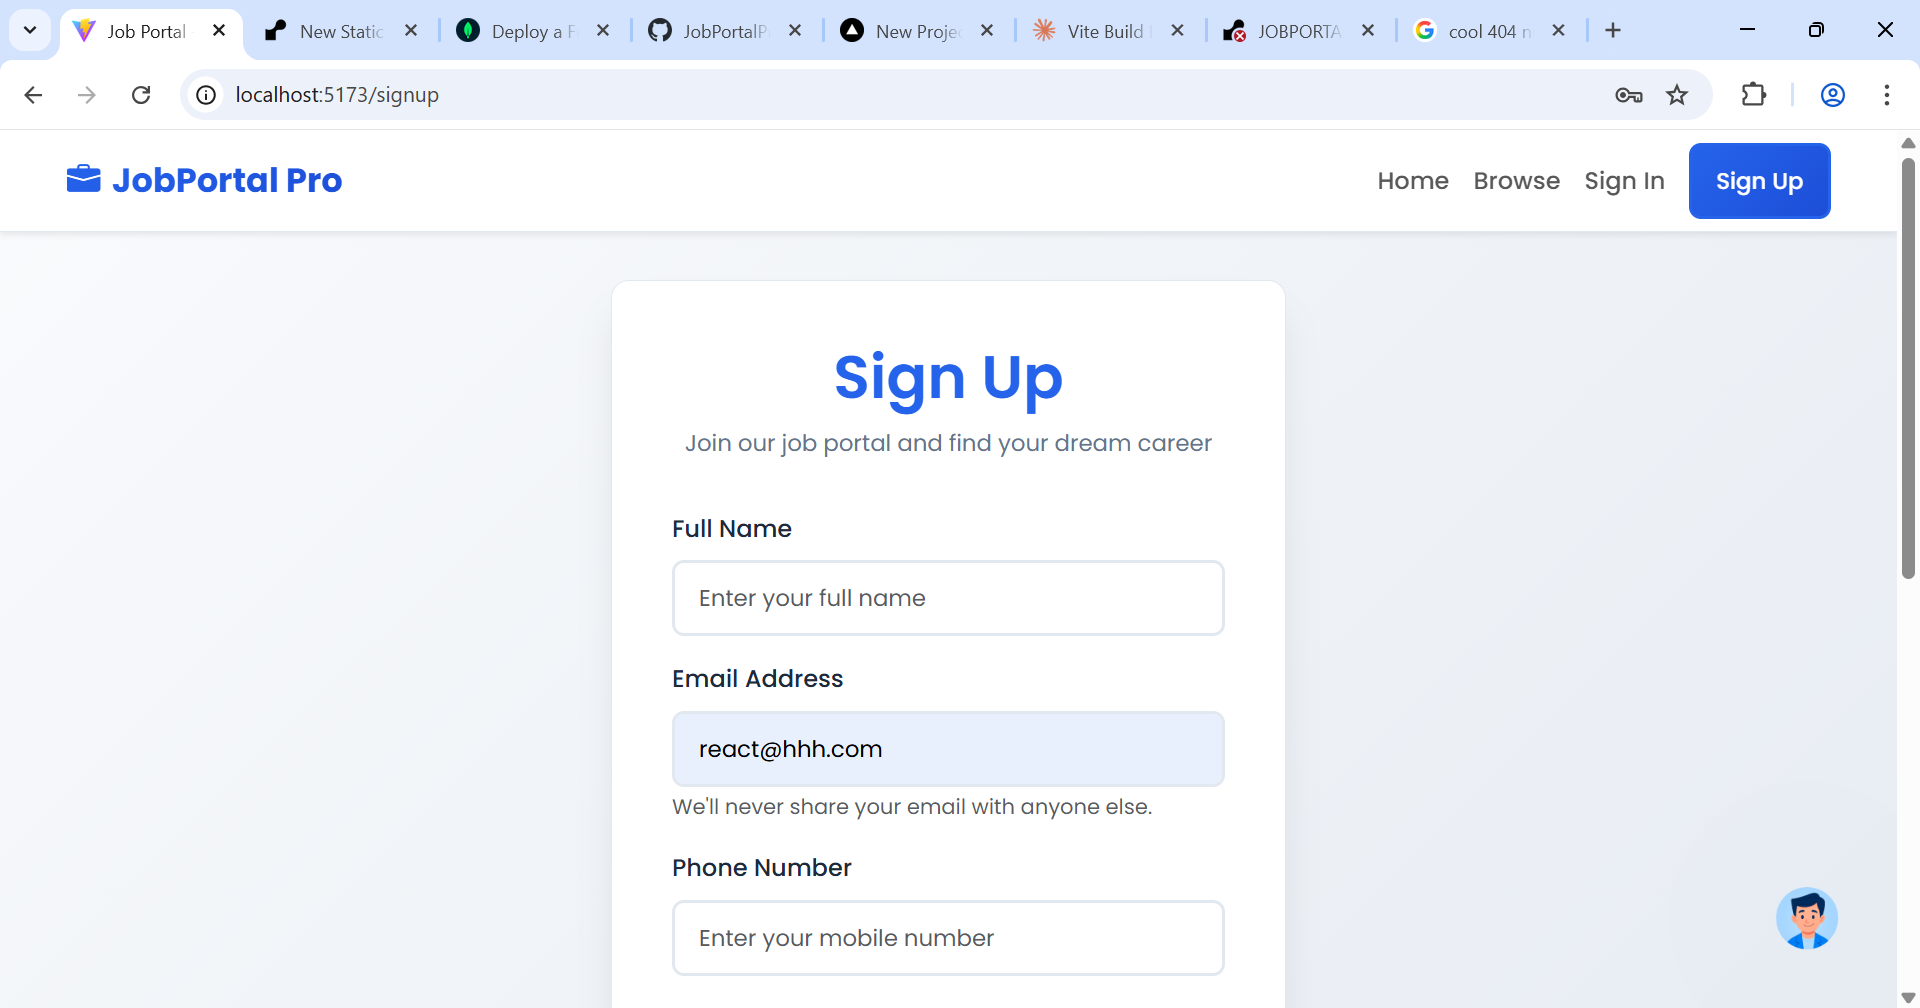 Job Portal
New Static
Deploy a F
JobPortalP
New Projec
Vite Build
JOBPORTA
cool 404 n
localhost:5173/signup
JobPortal Pro
Home
Browse
Sign In
Sign Up
Sign Up
Join our job portal and find your dream career
Full Name
Enter your full name
Email Address
react@hhh.com
We'll never share your email with anyone else.
Phone Number
Enter your mobile number